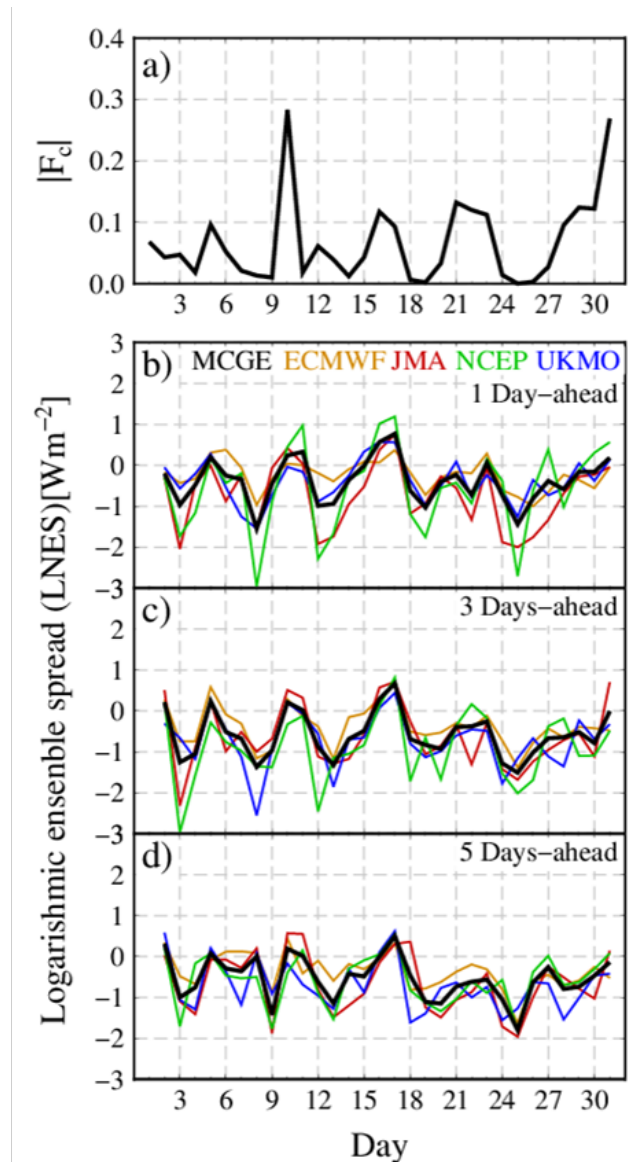 a)
|F_c|
0.4
0.3
0.2
0.1
0.0
3 6 9 12 15 18 21 24 27 30
b) MCGE ECMWF JMA NCEP UKMO
1 Day−ahead
3
2
1
0
−1
−2
−3
c) 3 Days−ahead
2
1
0
−1
−2
−3
d) 5 Days−ahead
2
1
0
−1
−2
−3
Logarishmic ensenble spread (LNES)[Wm⁻²]
3 6 9 12 15 18 21 24 27 30
Day